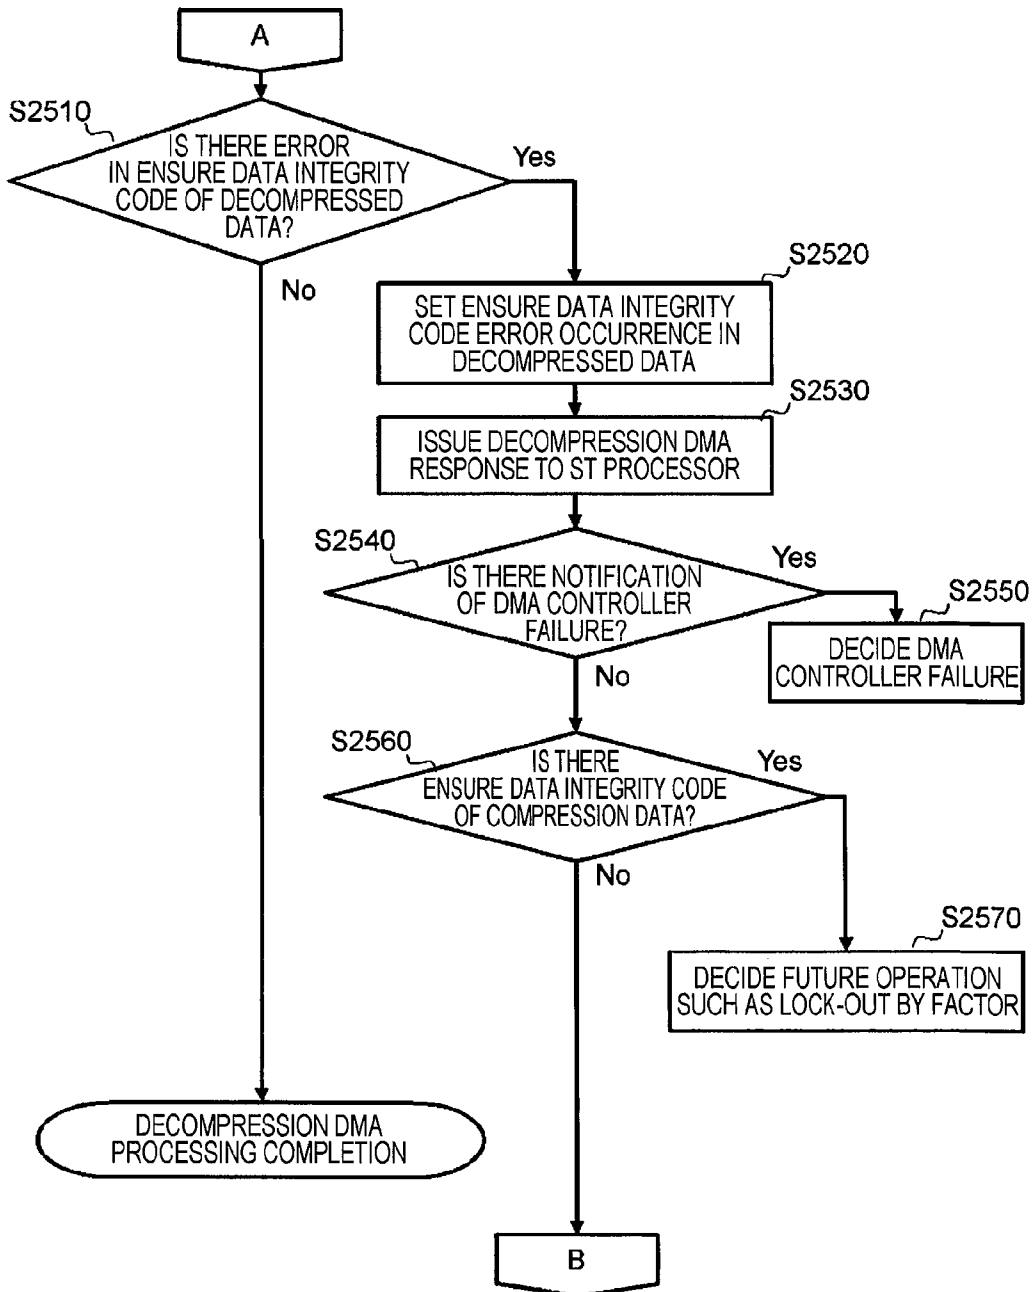 A
S2510
IS THERE ERROR
IN ENSURE DATA INTEGRITY
CODE OF DECOMPRESSED
DATA?
Yes
No
S2520
SET ENSURE DATA INTEGRITY
CODE ERROR OCCURRENCE IN
DECOMPRESSED DATA
S2530
ISSUE DECOMPRESSION DMA
RESPONSE TO ST PROCESSOR
S2540
IS THERE NOTIFICATION
OF DMA CONTROLLER
FAILURE?
Yes
No
S2550
DECIDE DMA
CONTROLLER FAILURE
S2560
IS THERE
ENSURE DATA INTEGRITY CODE
OF COMPRESSION DATA?
Yes
No
S2570
DECIDE FUTURE OPERATION
SUCH AS LOCK-OUT BY FACTOR
DECOMPRESSION DMA
PROCESSING COMPLETION
B